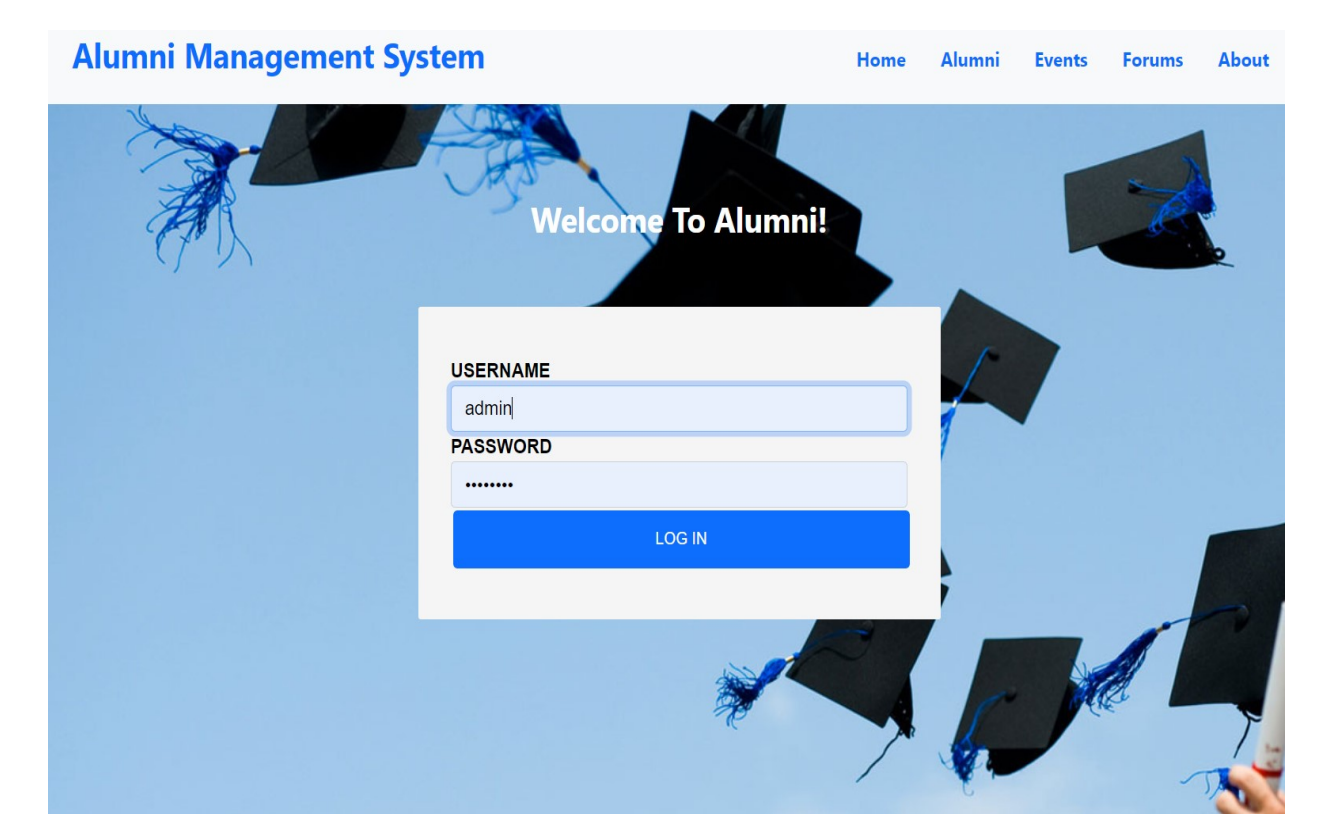 Alumni Management System
Home Alumni Events Forums About
Welcome To Alumni!
USERNAME
admin
PASSWORD
••••••••
LOG IN